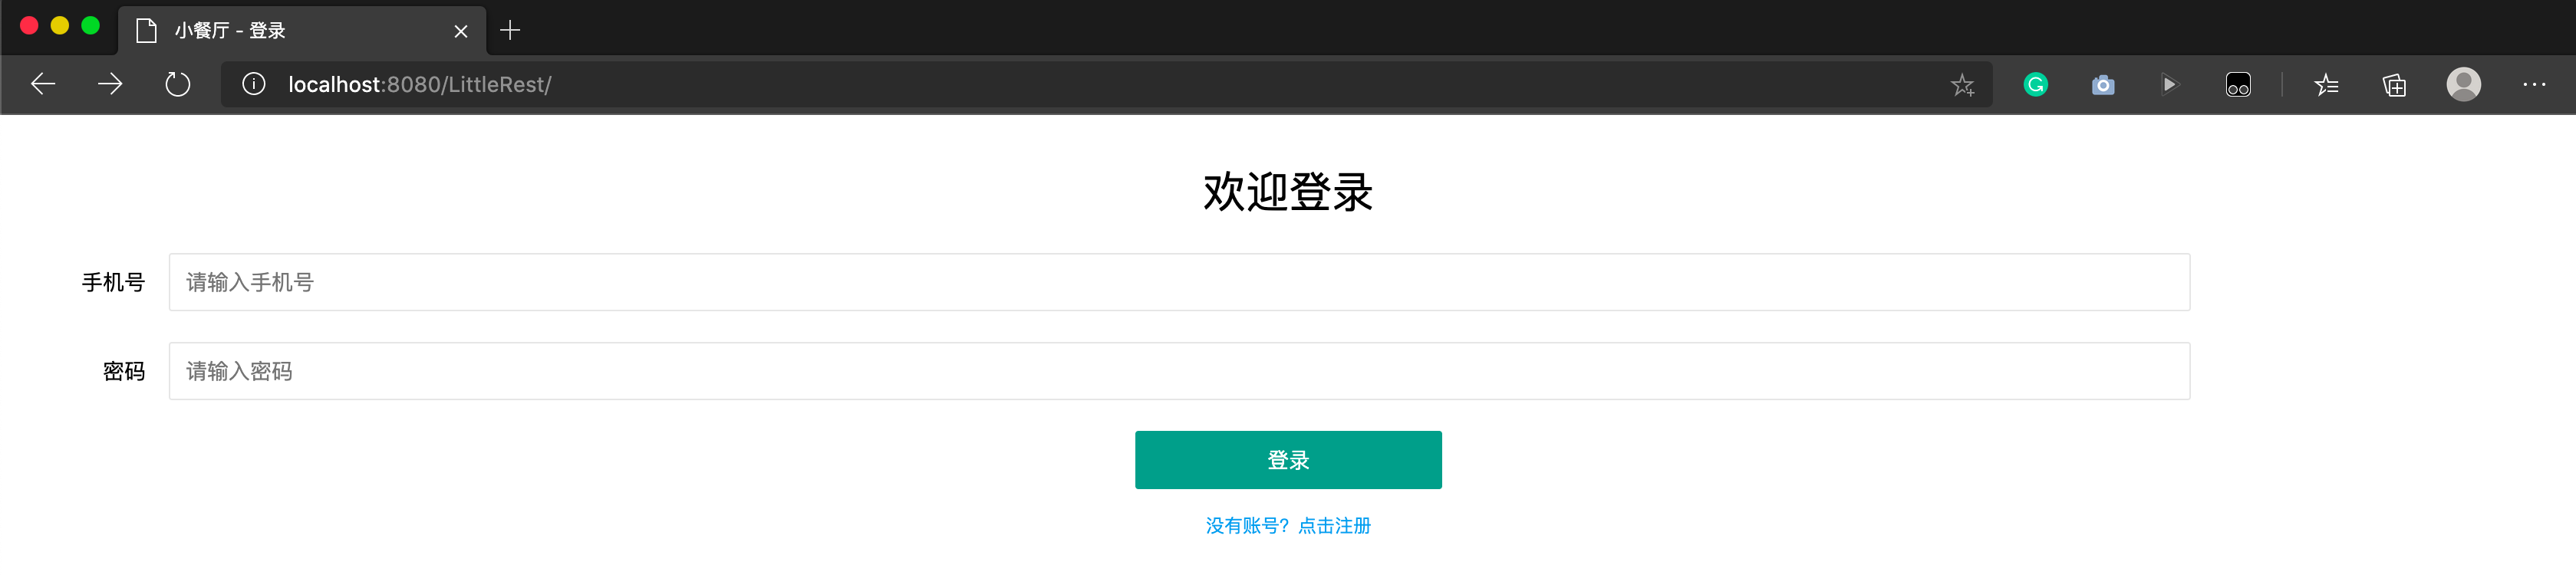 小餐厅 - 登录
localhost:8080/LittleRest/
欢迎登录
手机号 请输入手机号
密码 请输入密码
登录
没有账号？点击注册